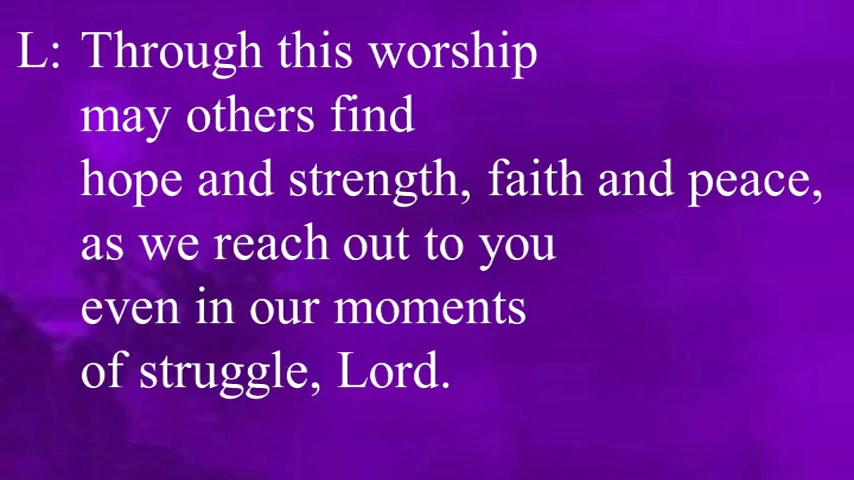 L: Through this worship
may others find
hope and strength, faith and peace,
as we reach out to you
even in our moments
of struggle, Lord.